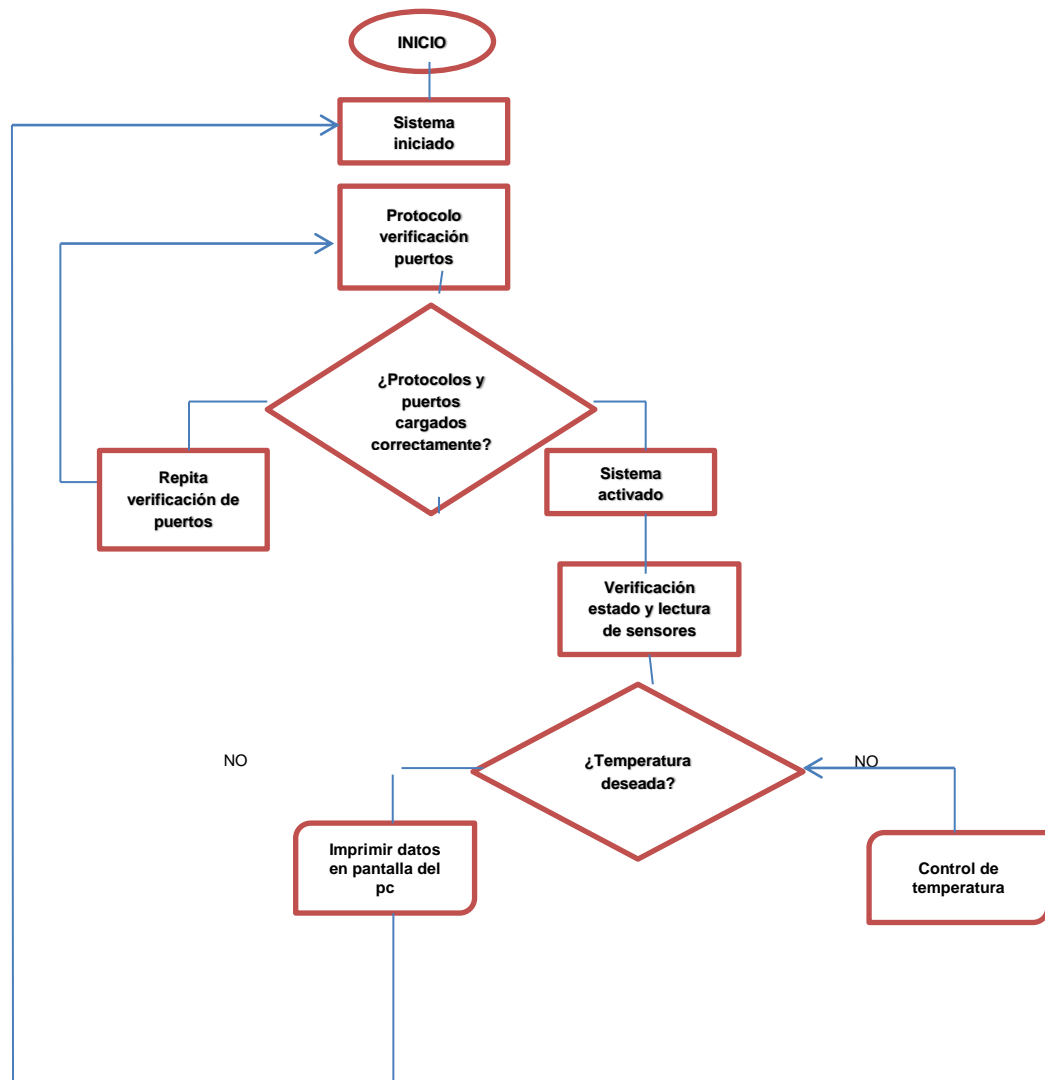 INICIO
Sistema
iniciado
Protocolo
verificación
puertos
¿Protocolos y
puertos
cargados
correctamente?
Repita
verificación de
puertos
Sistema
activado
Verificación
estado y lectura
de sensores
NO
¿Temperatura
deseada?
NO
Imprimir datos
en pantalla del
pc
Control de
temperatura